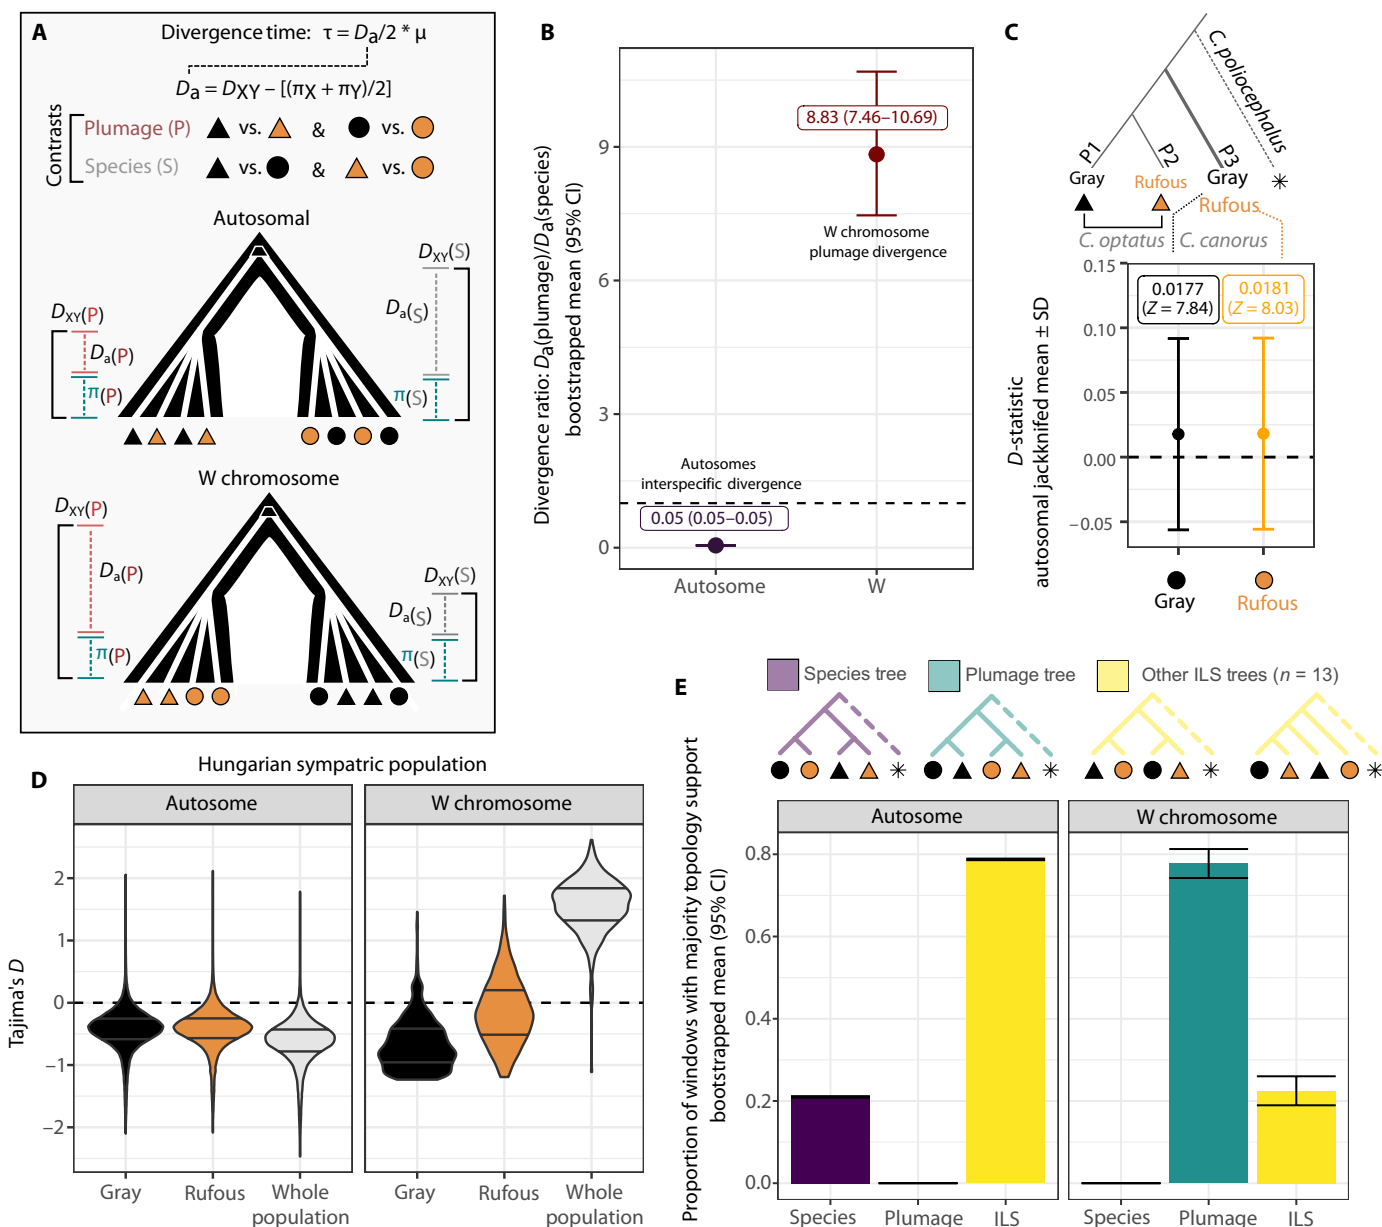 A
Divergence time: τ = Da/2 * μ
Da = DXY – [(πX + πY)/2]
Contrasts
Plumage (P)
vs.
&
vs.
Species (S)
vs.
&
vs.
Autosomal
DXY(P)
Da(P)
π(P)
DXY(S)
Da(S)
π(S)
W chromosome
DXY(P)
Da(P)
π(P)
DXY(S)
Da(S)
π(S)
B
Divergence ratio: Da(plumage)/Da(species)
bootstrapped mean (95% CI)
9
6
3
0
8.83 (7.46–10.69)
W chromosome
plumage divergence
Autosomes
interspecific divergence
0.05 (0.05–0.05)
Autosome
W
C
C. poliocephalus
P1
P2
P3
Gray
Rufous
Gray
Rufous
*
C. optatus
C. canorus
D-statistic
autosomal jackknifed mean ± SD
0.15
0.10
0.05
0.00
−0.05
0.0177
(Z = 7.84)
0.0181
(Z = 8.03)
Gray
Rufous
D
Hungarian sympatric population
Autosome
W chromosome
Tajima's D
2
1
0
−1
−2
Gray
Rufous
Whole
population
Gray
Rufous
Whole
population
E
Species tree
Plumage tree
Other ILS trees (n = 13)
*
*
*
*
Proportion of windows with majority topology support
bootstrapped mean (95% CI)
Autosome
W chromosome
0.8
0.6
0.4
0.2
0.0
Species
Plumage
ILS
Species
Plumage
ILS